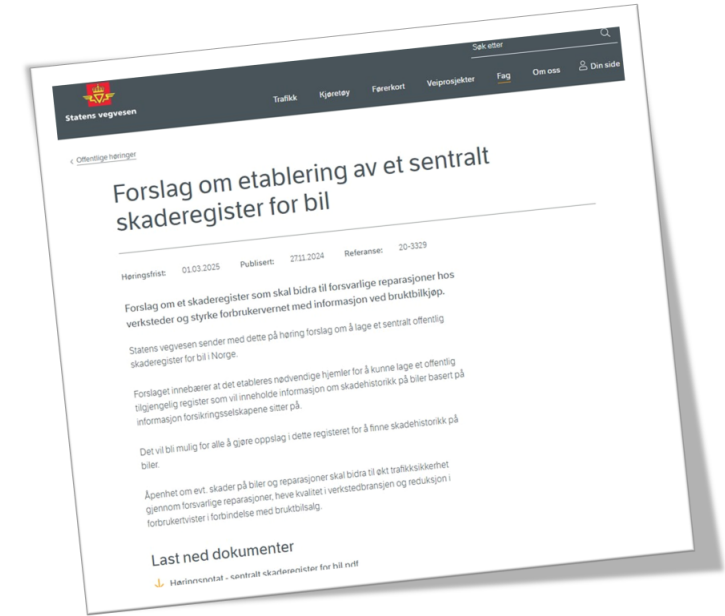 Søk etter
Statens vegvesen
Trafikk Kjøretøy Førerkort Veiprosjekter Fag Om oss Din side
< Offentlige høringer
Forslag om etablering av et sentralt
skaderegister for bil
Høringsfrist: 01.03.2025 Publisert: 27.11.2024 Referanse: 20-3329
Forslag om et skaderegister som skal bidra til forsvarlige reparasjoner hos
verksteder og styrke forbrukervernet med informasjon ved bruktbilkjøp.
Statens vegvesen sender med dette på høring forslag om å lage et sentralt offentlig
skaderegister for bil i Norge.
Forslaget innebærer at det etableres nødvendige hjemler for å kunne lage et offentlig
tilgjengelig register som vil inneholde informasjon om skadehistorikk på biler basert på
informasjon forsikringsselskapene sitter på.
Det vil bli mulig for alle å gjøre oppslag i dette registeret for å finne skadehistorikk på
biler.
Åpenhet om evt. skader på biler og reparasjoner skal bidra til økt trafikksikkerhet
gjennom forsvarlige reparasjoner, heve kvalitet i verkstedbransjen og reduksjon i
forbrukertvister i forbindelse med bruktbilsalg.
Last ned dokumenter
Høringsnotat - sentralt skaderegister for bil.pdf